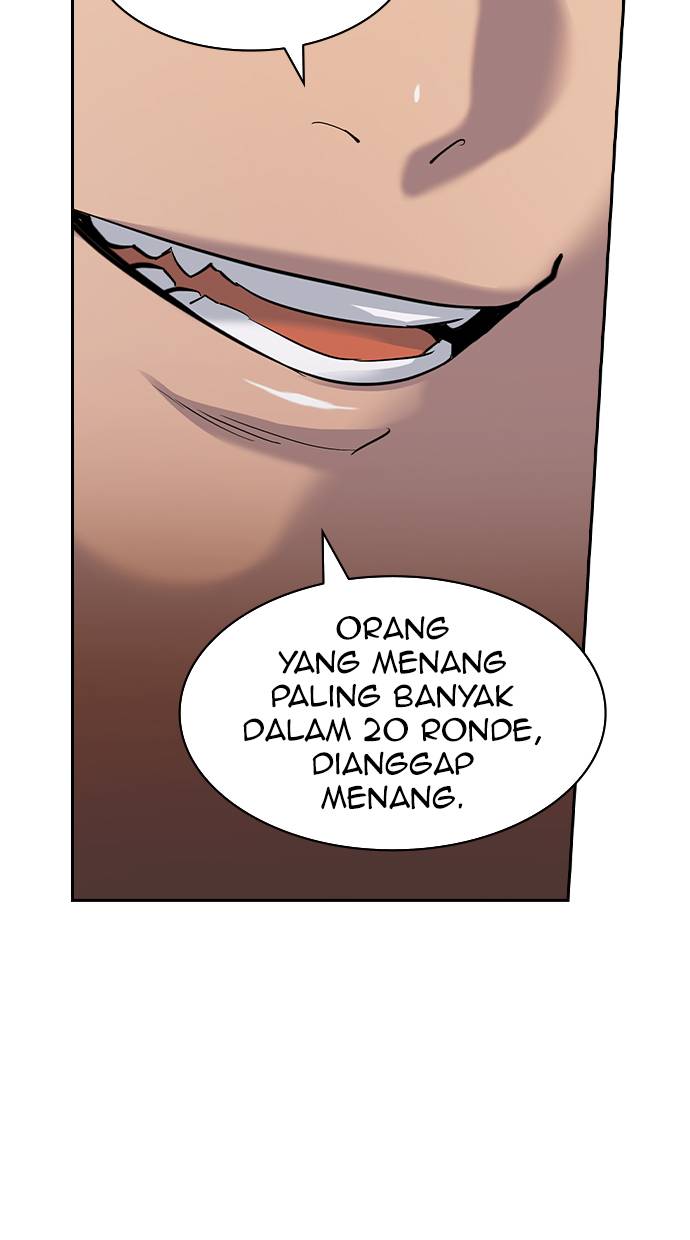 ORANG
YANG MENANG
PALING BANYAK
DALAM 20 RONDE,
DIANGGAP
MENANG.